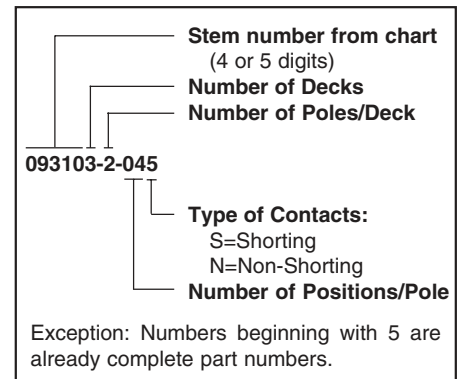 Stem number from chart
(4 or 5 digits)
Number of Decks
Number of Poles/Deck
093103-2-045
Type of Contacts:
S=Shorting
N=Non-Shorting
Number of Positions/Pole
Exception: Numbers beginning with 5 are
already complete part numbers.